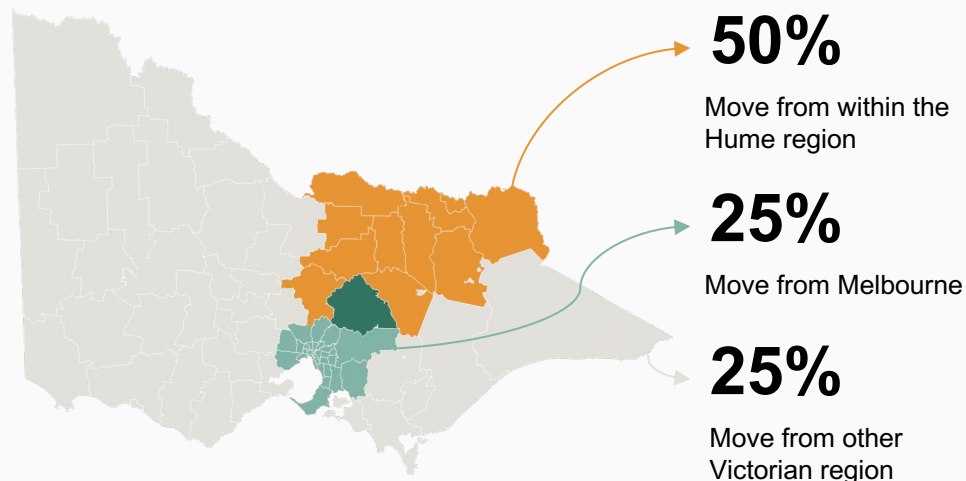 50%
Move from within the
Hume region
25%
Move from Melbourne
25%
Move from other
Victorian region